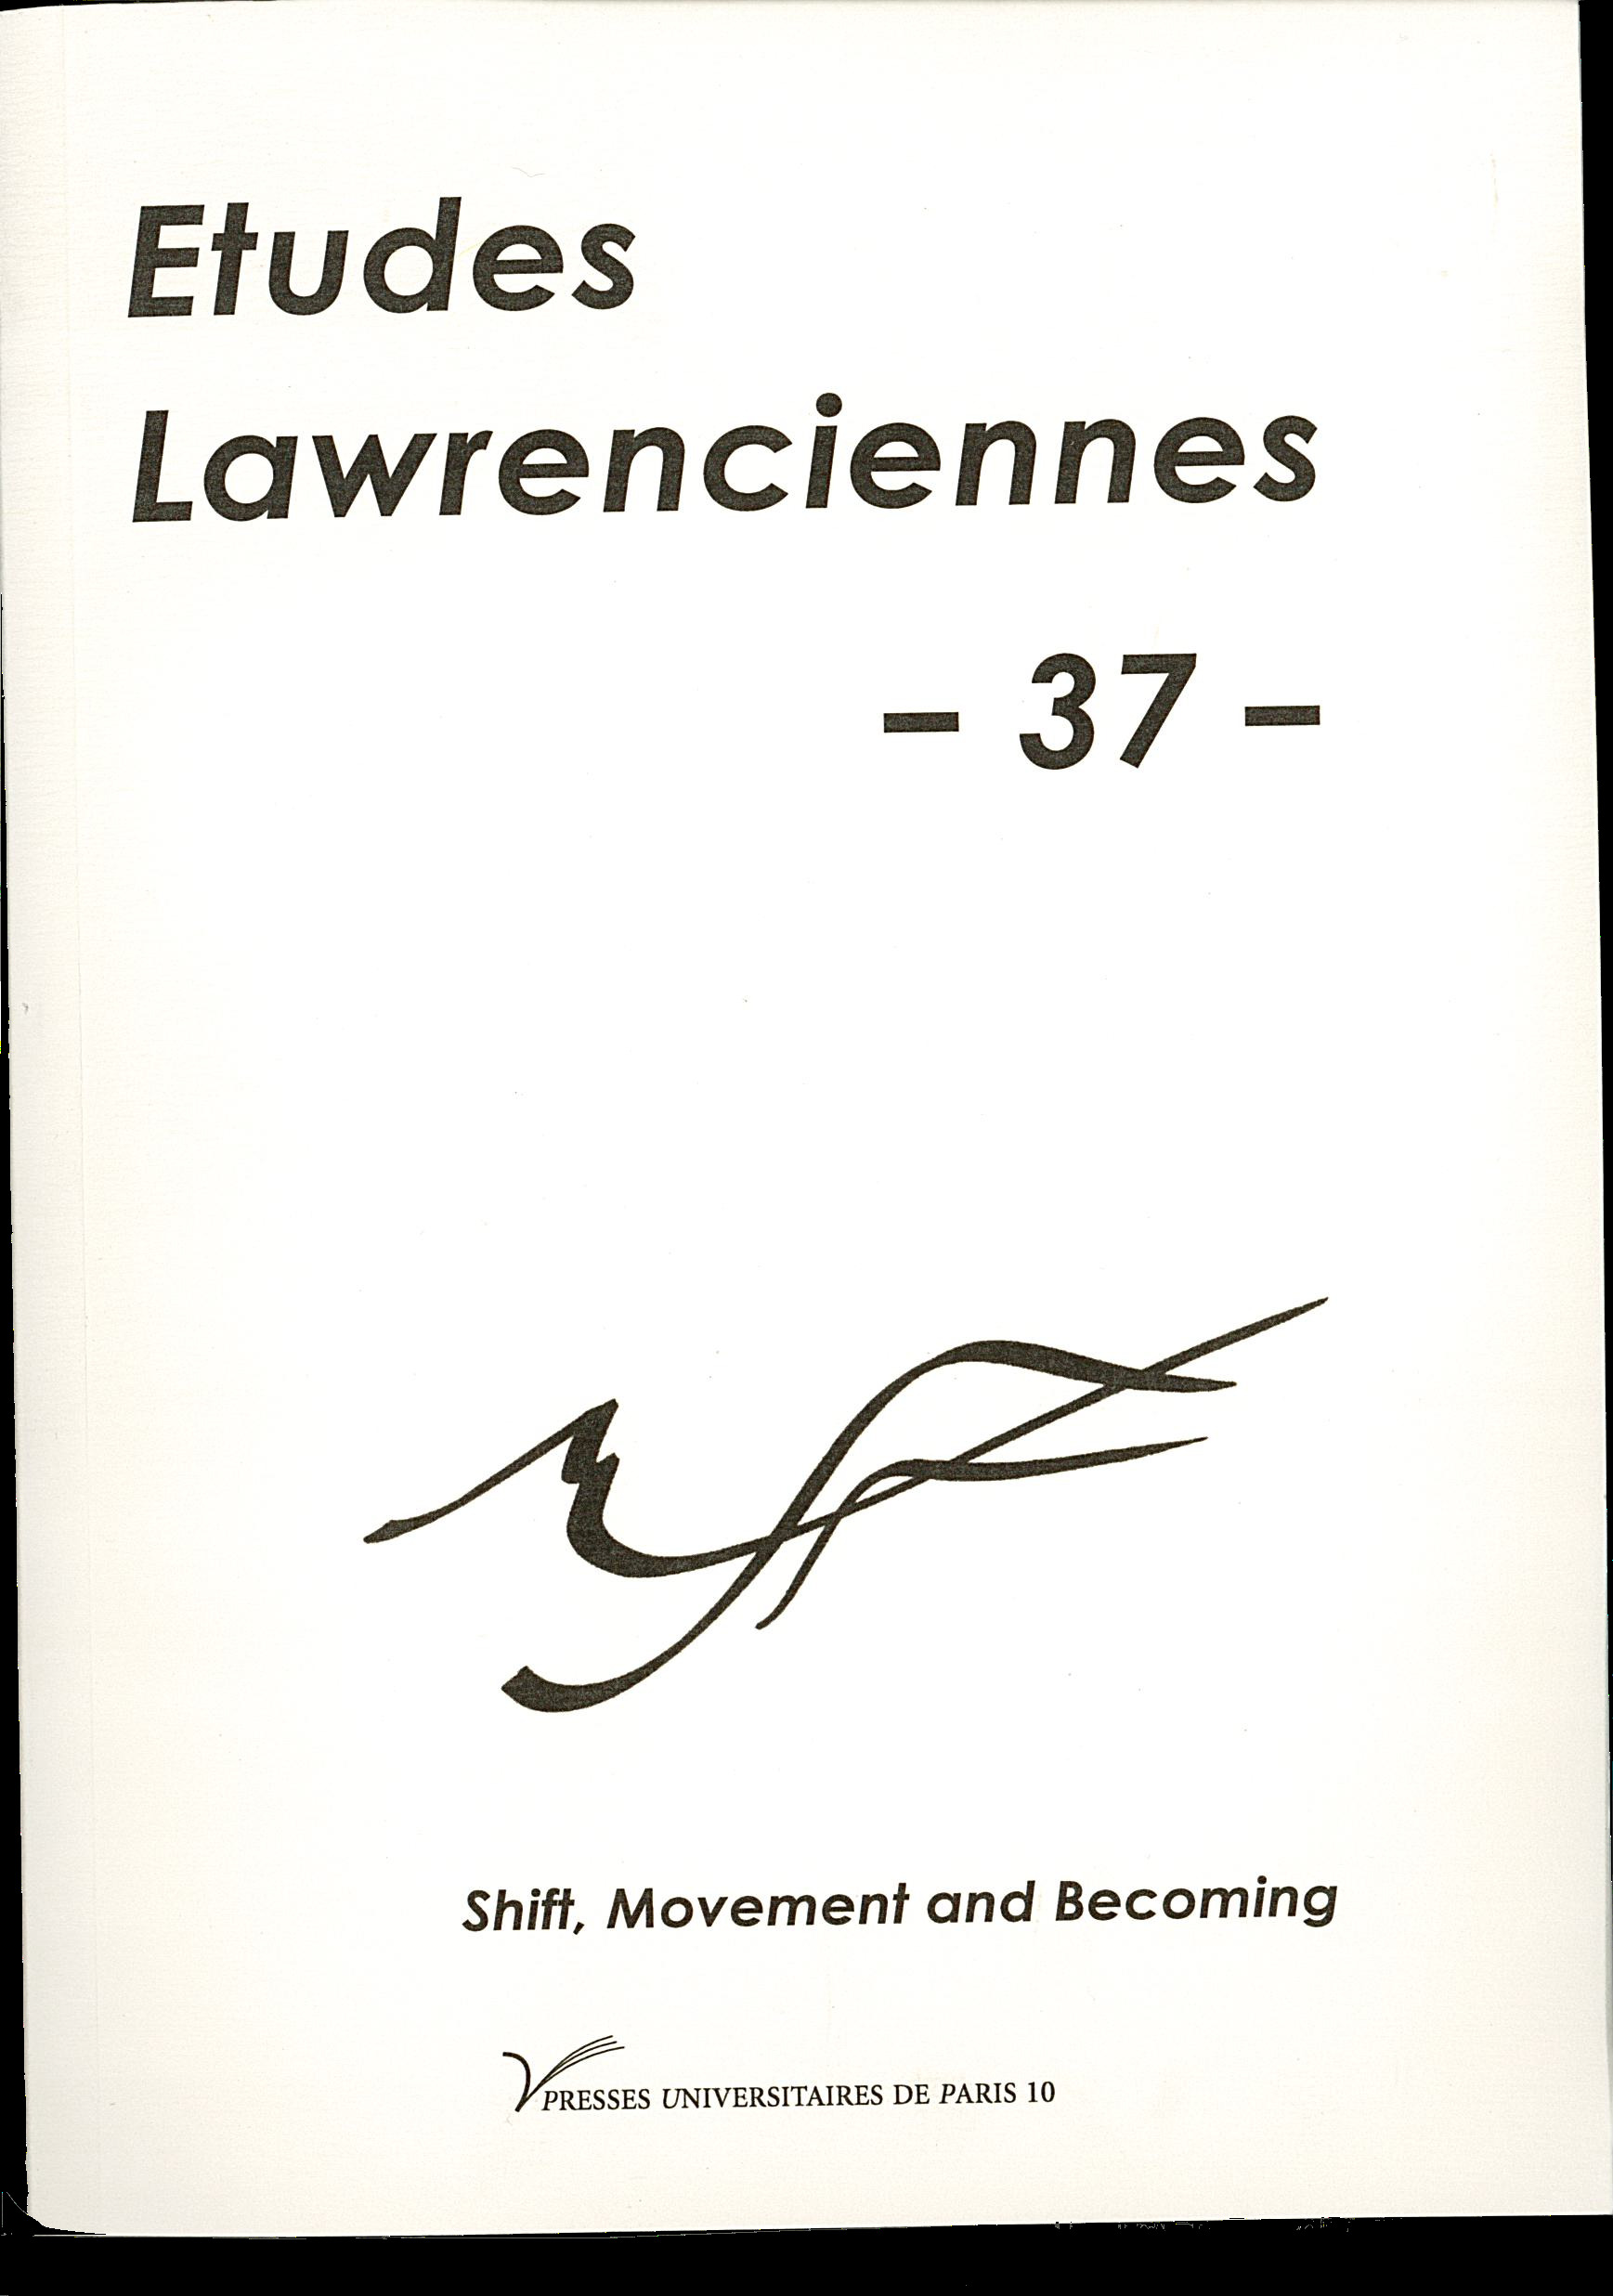 Etudes
Lawrenciennes
– 37 –
Shift, Movement and Becoming
PRESSES UNIVERSITAIRES DE PARIS 10